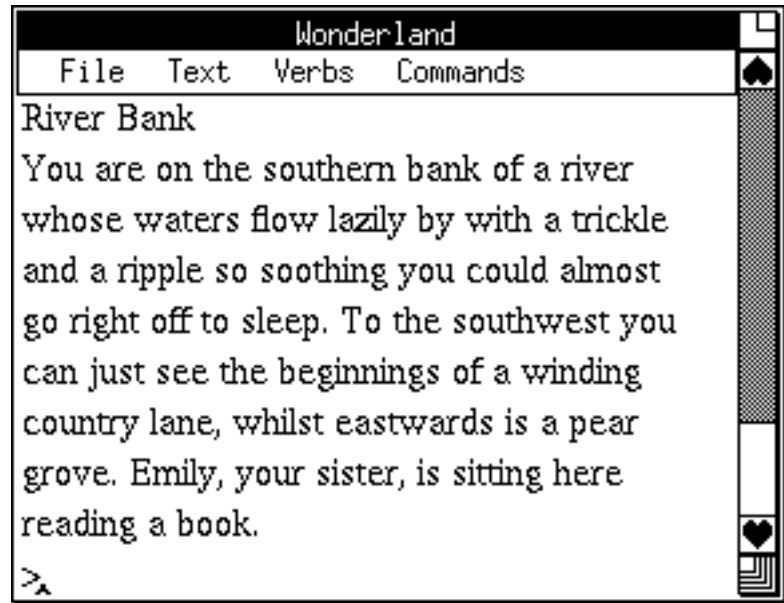 Wonderland
File Text Verbs Commands
River Bank
You are on the southern bank of a river
whose waters flow lazily by with a trickle
and a ripple so soothing you could almost
go right off to sleep. To the southwest you
can just see the beginnings of a winding
country lane, whilst eastwards is a pear
grove. Emily, your sister, is sitting here
reading a book.
>